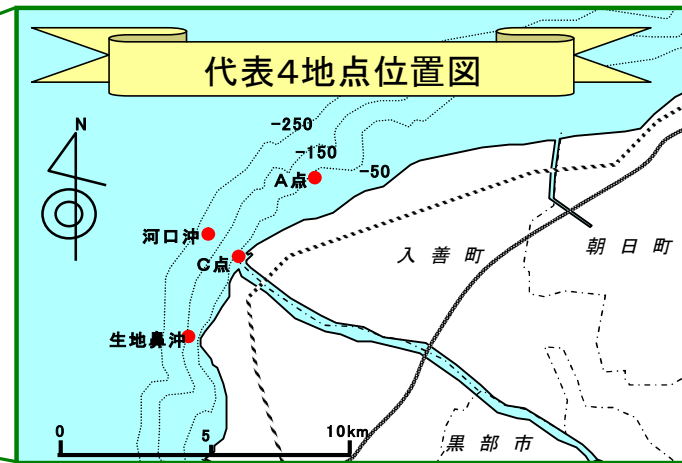 代表4地点位置図
N
-250
-150
-50
A点
河口沖
C点
入善町
朝日町
生地鼻沖
0
5
10km
黒部市